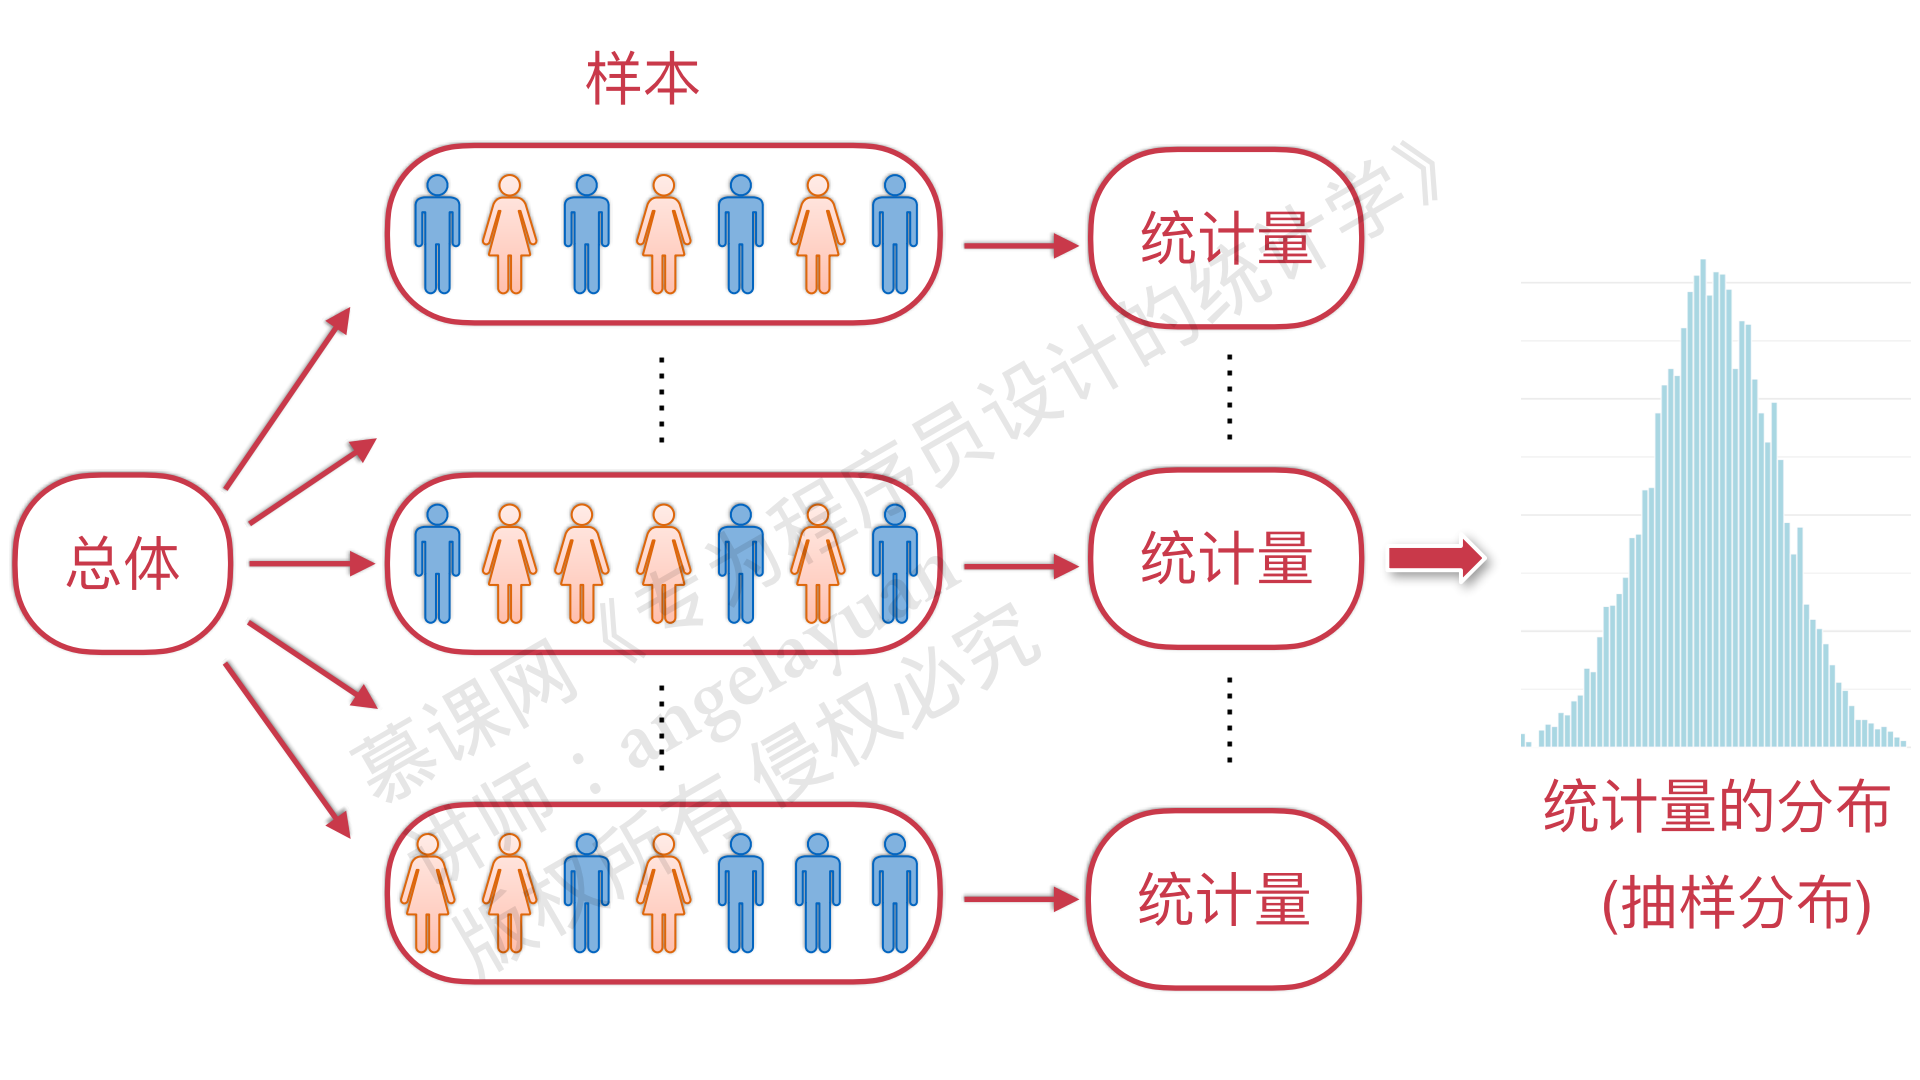 样本
统计量
总体
统计量
统计量
统计量的分布
(抽样分布)
慕课网《专为程序员设计的统计学》
讲师：angelayuan
版权所有 侵权必究